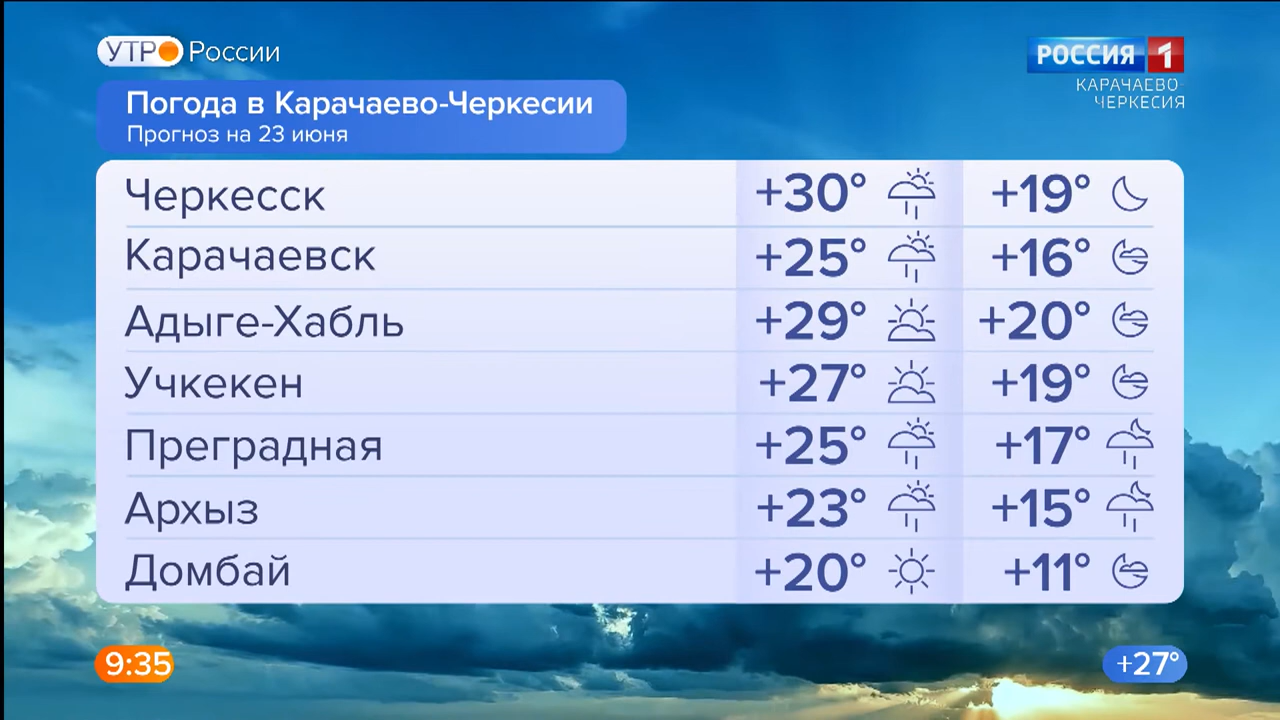 УТРО России
РОССИЯ 1
КАРАЧАЕВО-
ЧЕРКЕСИЯ
Погода в Карачаево-Черкесии
Прогноз на 23 июня
Черкесск +30° +19°
Карачаевск +25° +16°
Адыге-Хабль +29° +20°
Учкекен +27° +19°
Преградная +25° +17°
Архыз +23° +15°
Домбай +20° +11°
9:35 +27°